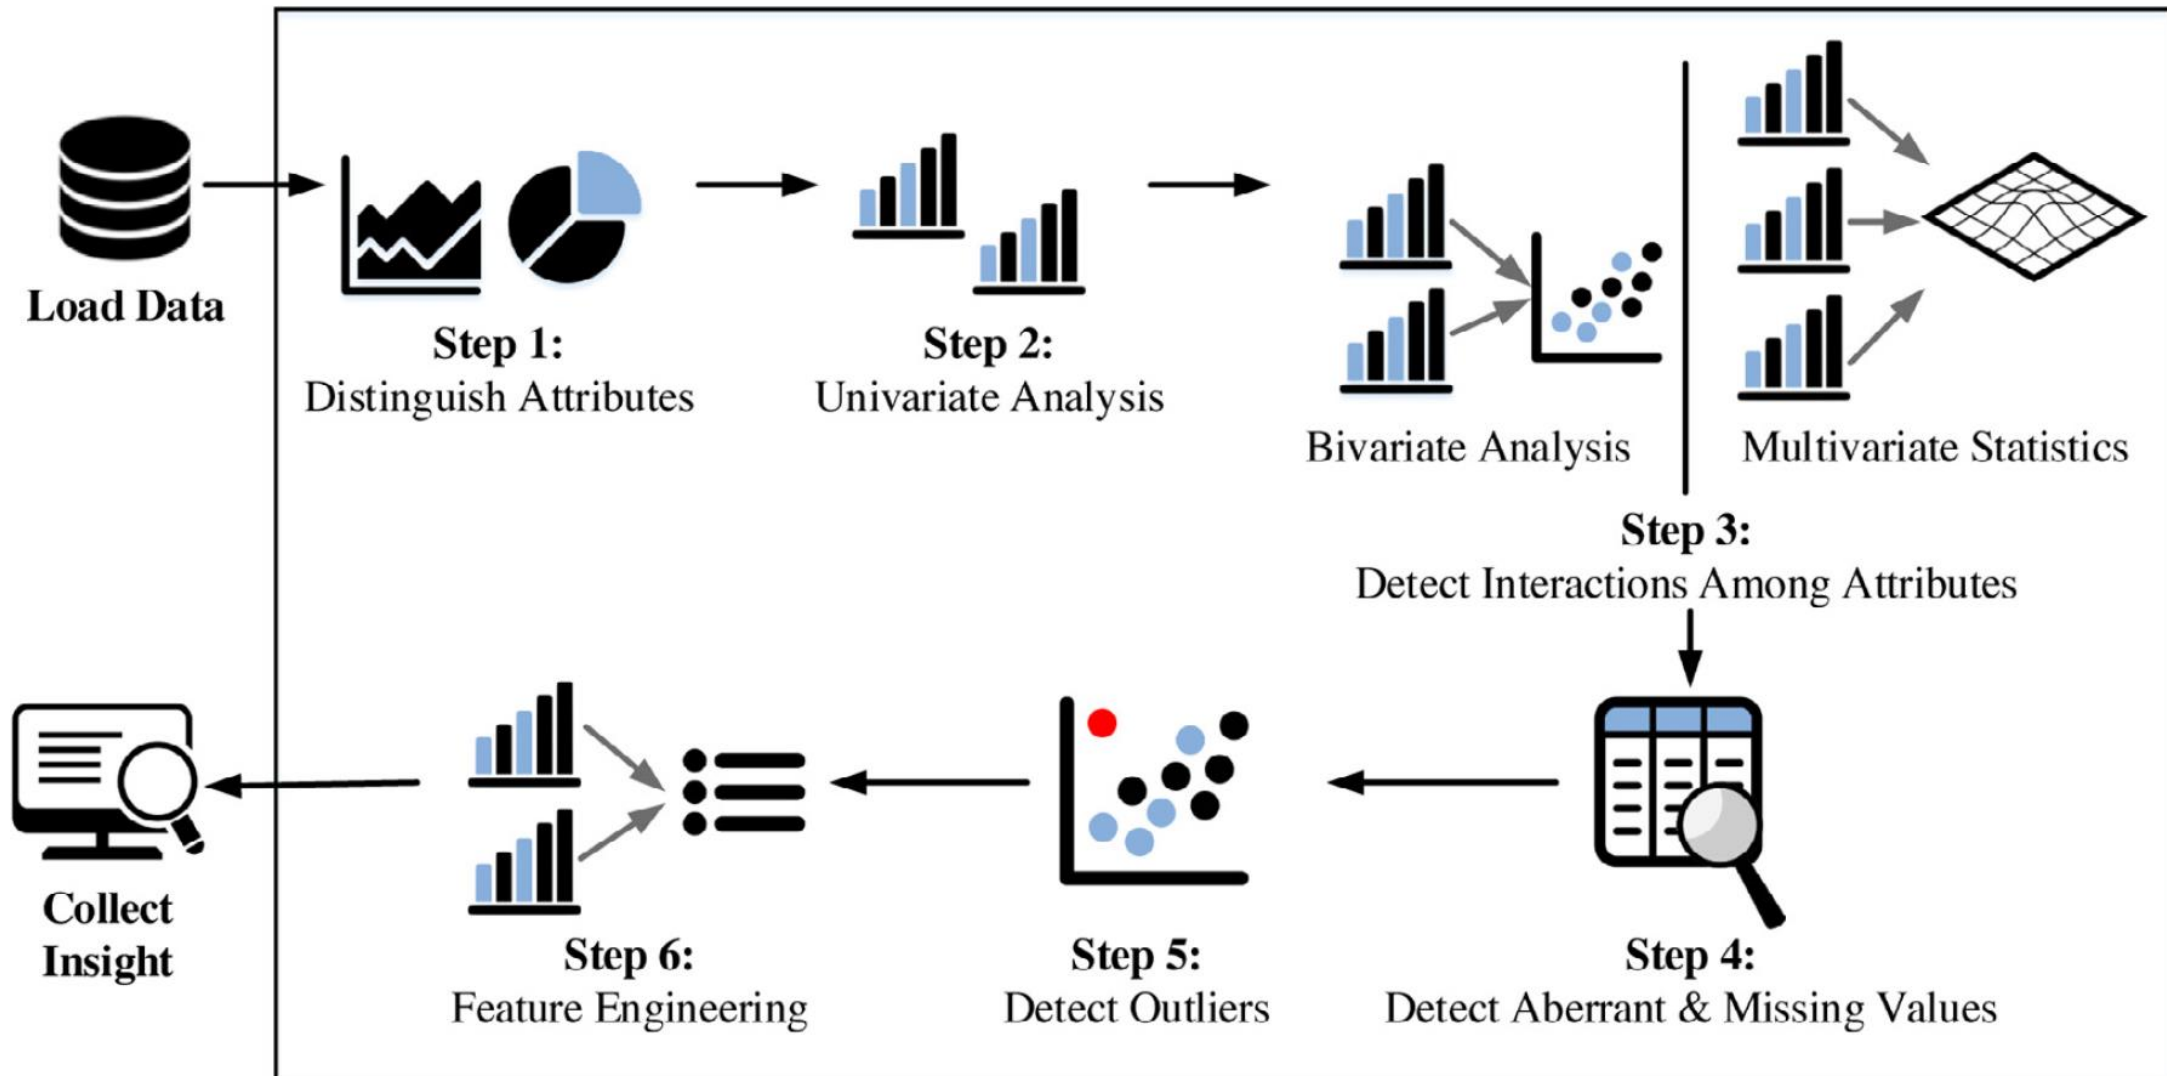 Load Data
Step 1:
Distinguish Attributes
Step 2:
Univariate Analysis
Bivariate Analysis
Multivariate Statistics
Step 3:
Detect Interactions Among Attributes
Step 4:
Detect Aberrant & Missing Values
Step 5:
Detect Outliers
Step 6:
Feature Engineering
Collect
Insight